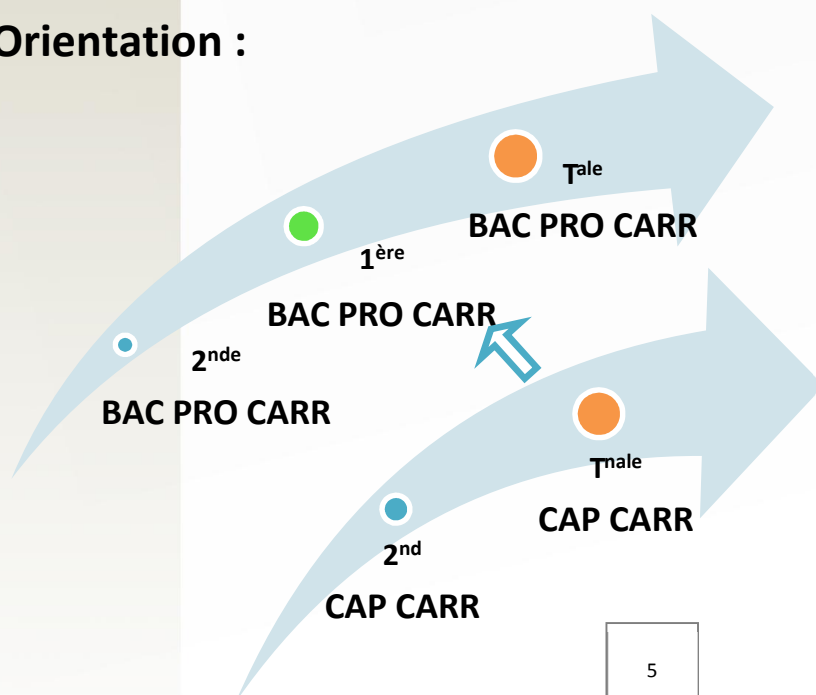 Orientation :
Tale
BAC PRO CARR
1ère
BAC PRO CARR
2nde
BAC PRO CARR
Tnale
CAP CARR
2nd
CAP CARR
5